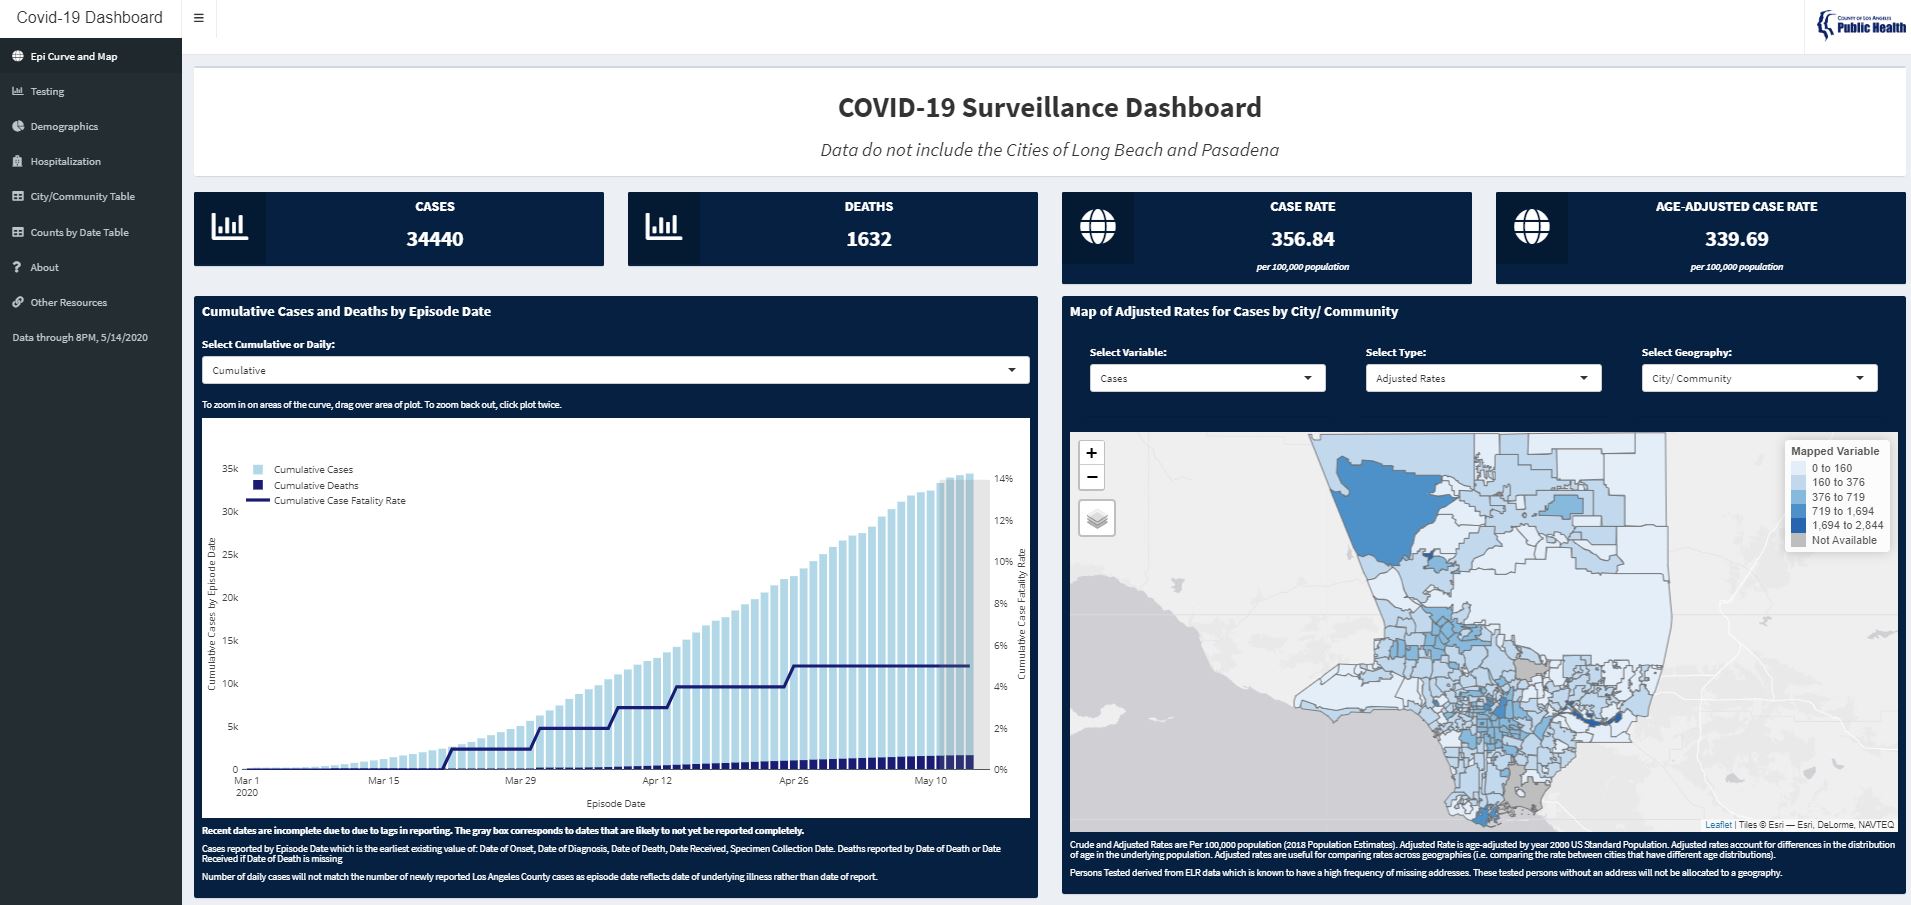 Covid-19 Dashboard
COUNTY OF LOS ANGELES
Public Health
Epi Curve and Map
Testing
Demographics
Hospitalization
City/Community Table
Counts by Date Table
About
Other Resources
Data through 8PM, 5/14/2020
COVID-19 Surveillance Dashboard
Data do not include the Cities of Long Beach and Pasadena
CASES
34440
DEATHS
1632
CASE RATE
356.84
per 100,000 population
AGE-ADJUSTED CASE RATE
339.69
per 100,000 population
Cumulative Cases and Deaths by Episode Date
Select Cumulative or Daily:
Cumulative
To zoom in on areas of the curve, drag over area of plot. To zoom back out, click plot twice.
Cumulative Cases
Cumulative Deaths
Cumulative Case Fatality Rate
Cumulative Cases by Episode Date
35k
30k
25k
20k
15k
10k
5k
0
14%
12%
10%
8%
6%
4%
2%
0%
Cumulative Case Fatality Rate
Mar 1
2020
Mar 15
Mar 29
Apr 12
Apr 26
May 10
Episode Date
Recent dates are incomplete due to due to lags in reporting. The gray box corresponds to dates that are likely to not yet be reported completely.
Cases reported by Episode Date which is the earliest existing value of: Date of Onset, Date of Diagnosis, Date of Death, Date Received, Specimen Collection Date. Deaths reported by Date of Death or Date
Received if Date of Death is missing
Number of daily cases will not match the number of newly reported Los Angeles County cases as episode date reflects date of underlying illness rather than date of report.
Map of Adjusted Rates for Cases by City/ Community
Select Variable:
Cases
Select Type:
Adjusted Rates
Select Geography:
City/ Community
+
−
Mapped Variable
0 to 160
160 to 376
376 to 719
719 to 1,694
1,694 to 2,844
Not Available
Leaflet | Tiles © Esri — Esri, DeLorme, NAVTEQ
Crude and Adjusted Rates are Per 100,000 population (2018 Population Estimates). Adjusted Rate is age-adjusted by year 2000 US Standard Population. Adjusted rates account for differences in the distribution
of age in the underlying population. Adjusted rates are useful for comparing rates across geographies (i.e. comparing the rate between cities that have different age distributions).
Persons Tested derived from ELR data which is known to have a high frequency of missing addresses. These tested persons without an address will not be allocated to a geography.